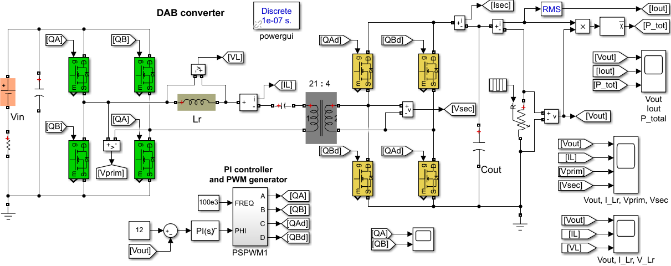 DAB converter
Discrete
1e-07 s.
powergui
[Isec]
RMS
[Iout]
[P_tot]
[QA]
[QB]
[VL]
[QAd]
[QBd]
[Vout]
[Iout]
[P_tot]
Vout
Iout
P_total
Vin
Lr
[IL]
21 : 4
[Vsec]
[Vout]
[QB]
[QA]
[Vprim]
[QBd]
[QAd]
Cout
[Vout]
[IL]
[Vprim]
[Vsec]
Vout, I_Lr, Vprim, Vsec
PI controller
and PWM generator
100e3
FREQ
PHI
A
B
C
D
[QA]
[QB]
[QAd]
[QBd]
PSPWM1
12
PI(s)
[Vout]
[QA]
[QB]
[Vout]
[IL]
[VL]
Vout, I_Lr, V_Lr